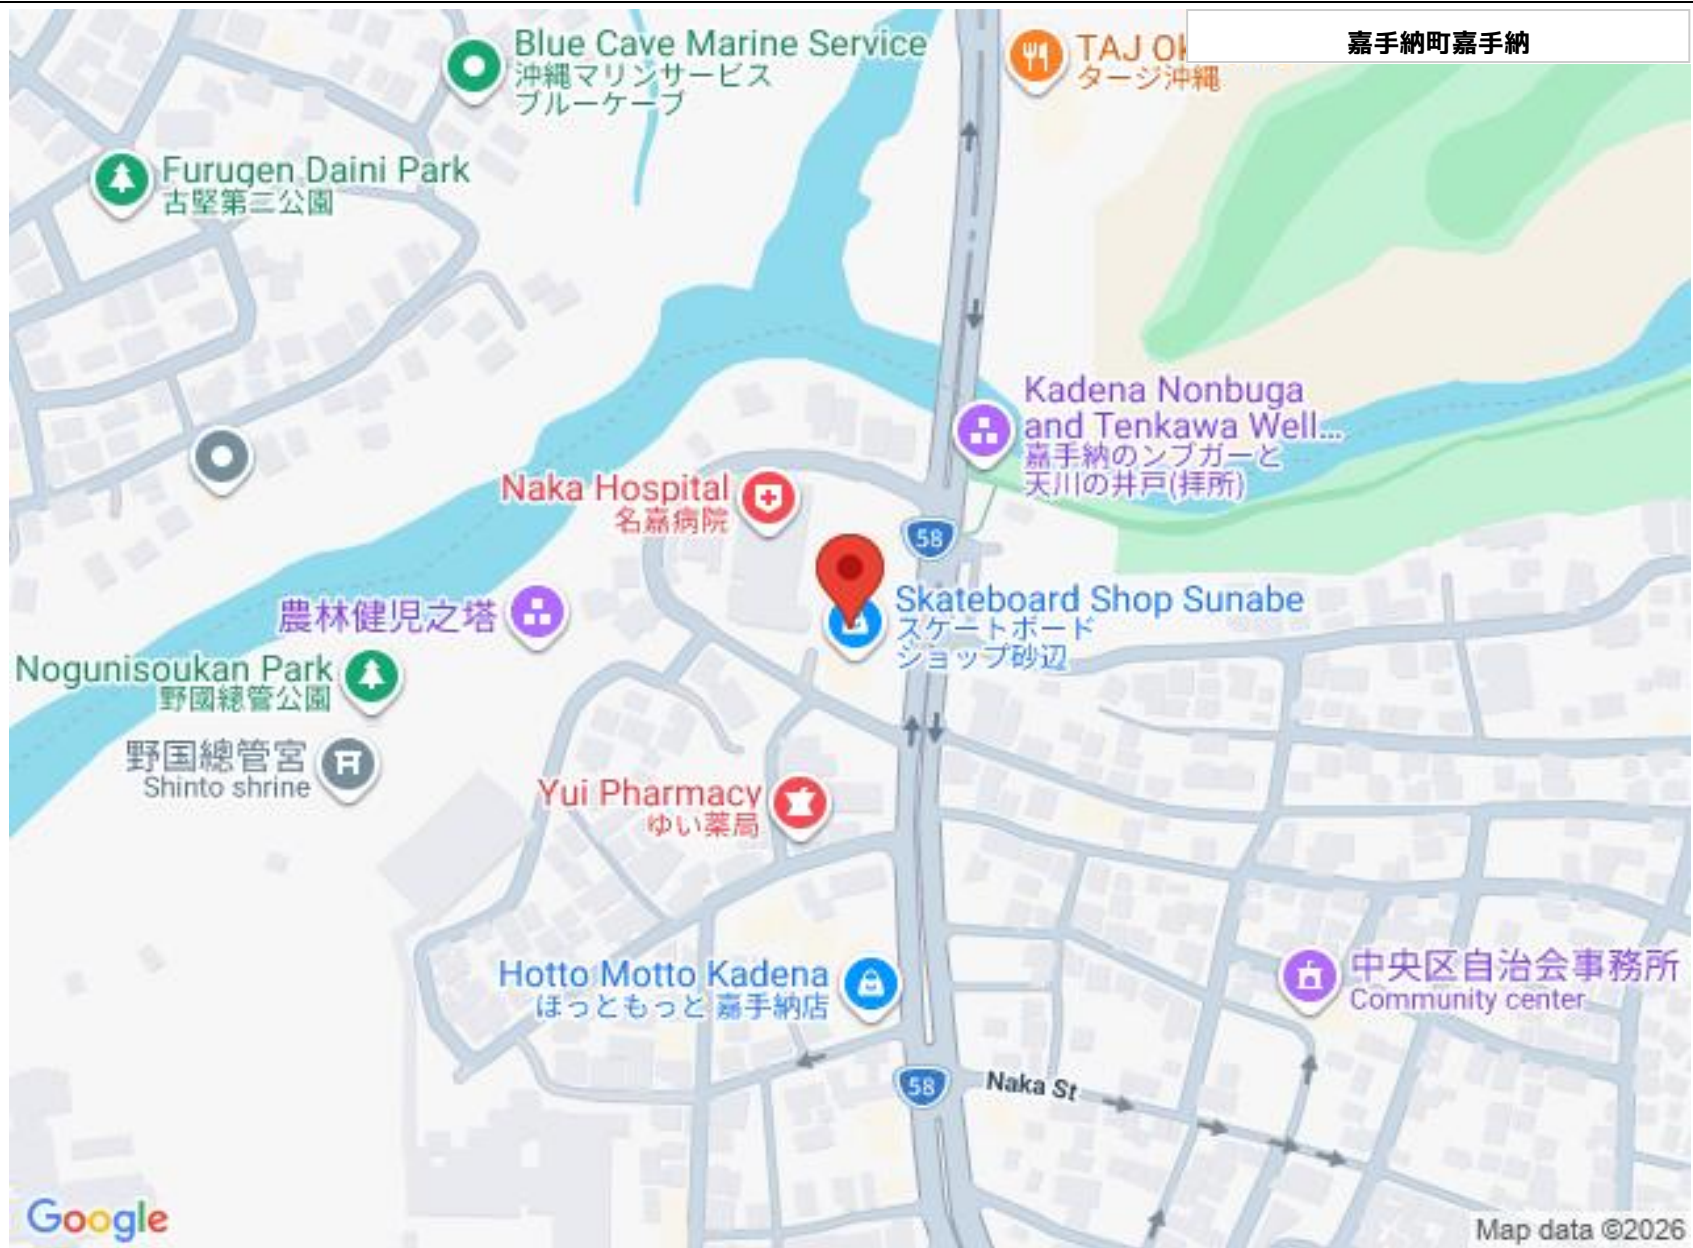 嘉手納町嘉手納
Blue Cave Marine Service
沖縄マリンサービス
ブルーケーブ
TAJ
タージ沖縄
Furugen Daini Park
古堅第二公園
Kadena Nonbuga
and Tenkawa Well...
嘉手納のンブガーと
天川の井戸(拝所)
Naka Hospital
名嘉病院
58
Skateboard Shop Sunabe
スケートボード
ショップ砂辺
農林健児之塔
Nogunisoukan Park
野國總管公園
野国總管宮
Shinto shrine
Yui Pharmacy
ゆい薬局
Hotto Motto Kadena
ほっともっと 嘉手納店
中央区自治会事務所
Community center
58
Naka St
Google
Map data ©2026